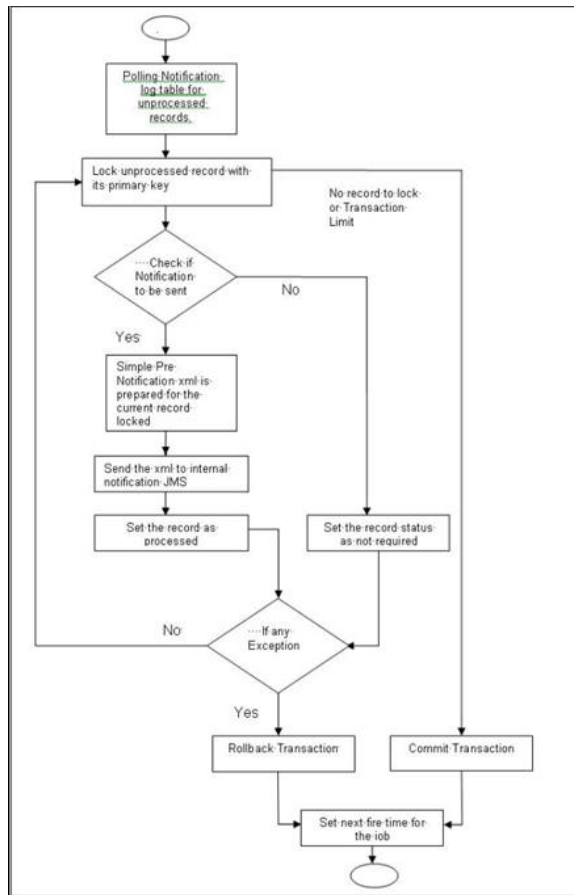 Polling Notification
log table for
unprocessed
records.
Lock unprocessed record with
its primary key
No record to lock
or Transaction
Limit
....Check if
Notification
to be sent
No
Yes
Simple Pre
Notification xml is
prepared for the
current record
locked
Send the xml to internal
notification JMS
Set the record as
processed
Set the record status
as not required
No
....If any
Exception
Yes
Rollback Transaction
Commit Transaction
Set next fire time for
the job